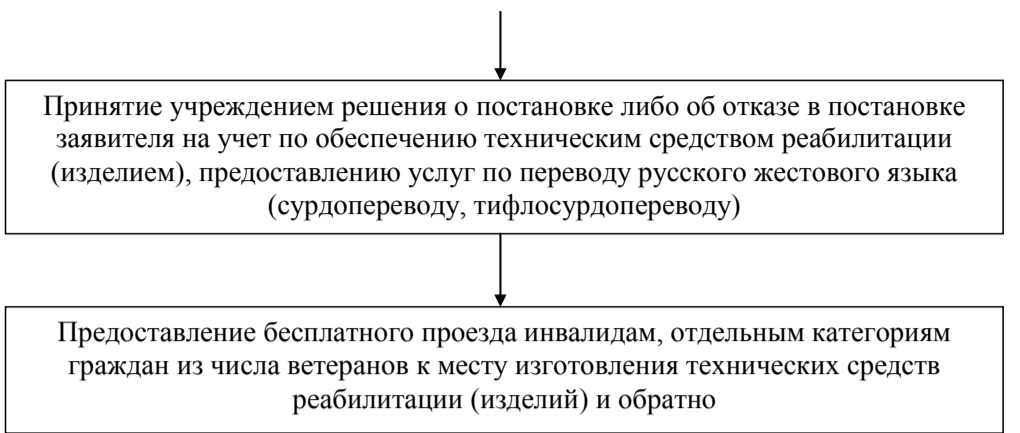 Принятие учреждением решения о постановке либо об отказе в постановке
заявителя на учет по обеспечению техническим средством реабилитации
(изделием), предоставлению услуг по переводу русского жестового языка
(сурдопереводу, тифлосурдопереводу)
Предоставление бесплатного проезда инвалидам, отдельным категориям
граждан из числа ветеранов к месту изготовления технических средств
реабилитации (изделий) и обратно